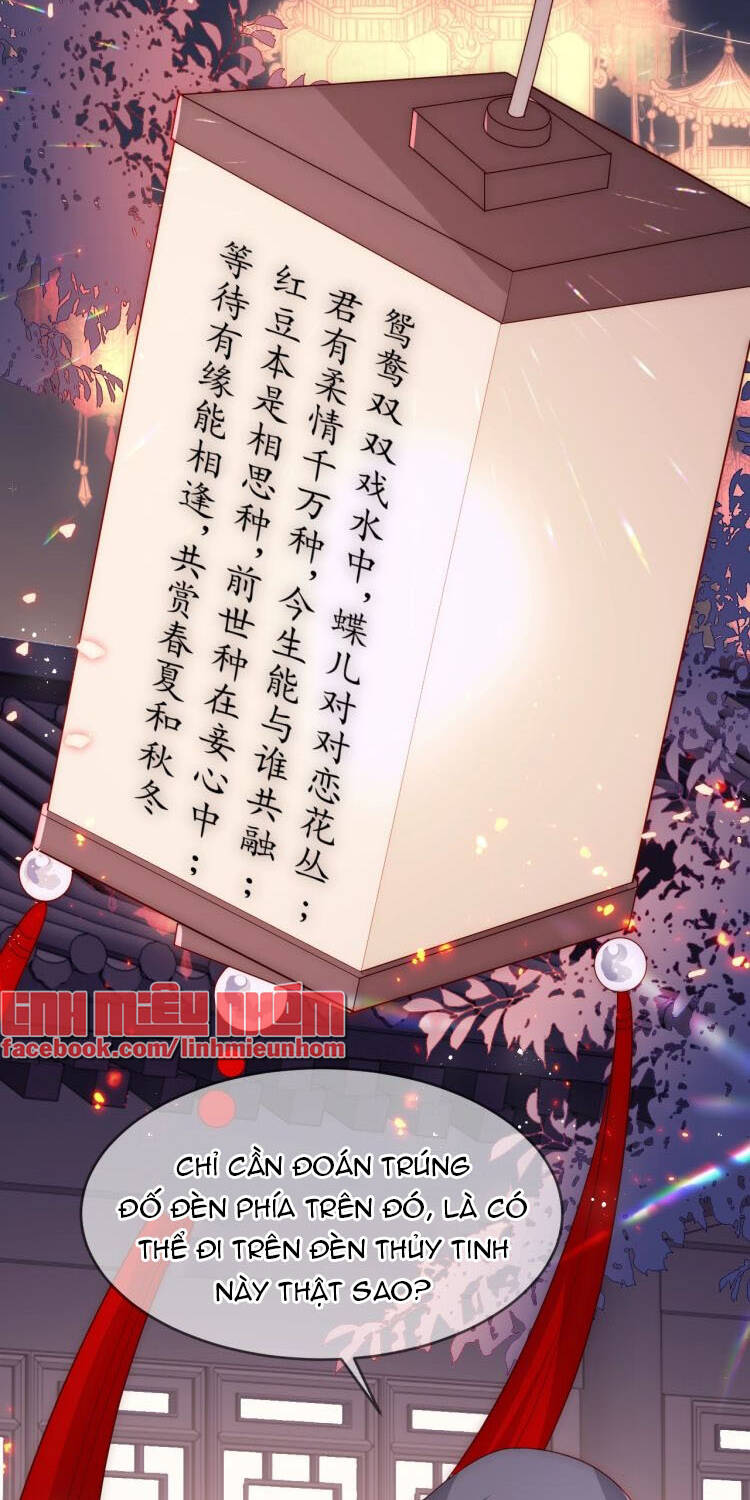 鸳鸯双双戏水中，蝶儿对对恋花丛；
君有柔情千万种，今生能与谁共融；
红豆本是相思种，前世种在妾心中；
等待有缘能相逢，共赏春夏和秋冬
LINH MIÊU NHÓM
facebook.com/linhmieunhom
CHỈ CẦN ĐOÁN TRÚNG
ĐỐ ĐÈN PHÍA TRÊN ĐÓ, LÀ CÓ
THỂ ĐI TRÊN ĐÈN THỦY TINH
NÀY THẬT SAO?